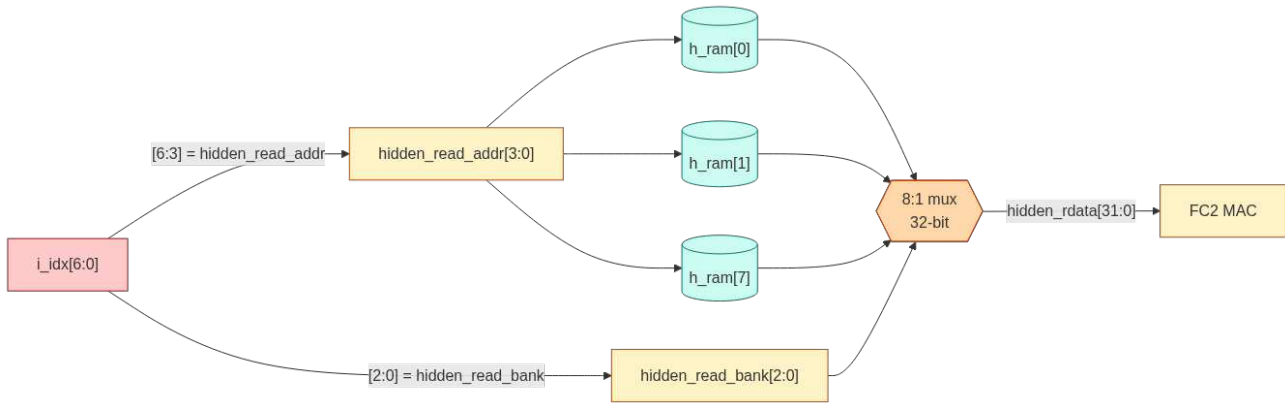 h_ram[0]
[6:3] = hidden_read_addr
hidden_read_addr[3:0]
h_ram[1]
8:1 mux
32-bit
hidden_rdata[31:0]
FC2 MAC
i_idx[6:0]
h_ram[7]
[2:0] = hidden_read_bank
hidden_read_bank[2:0]